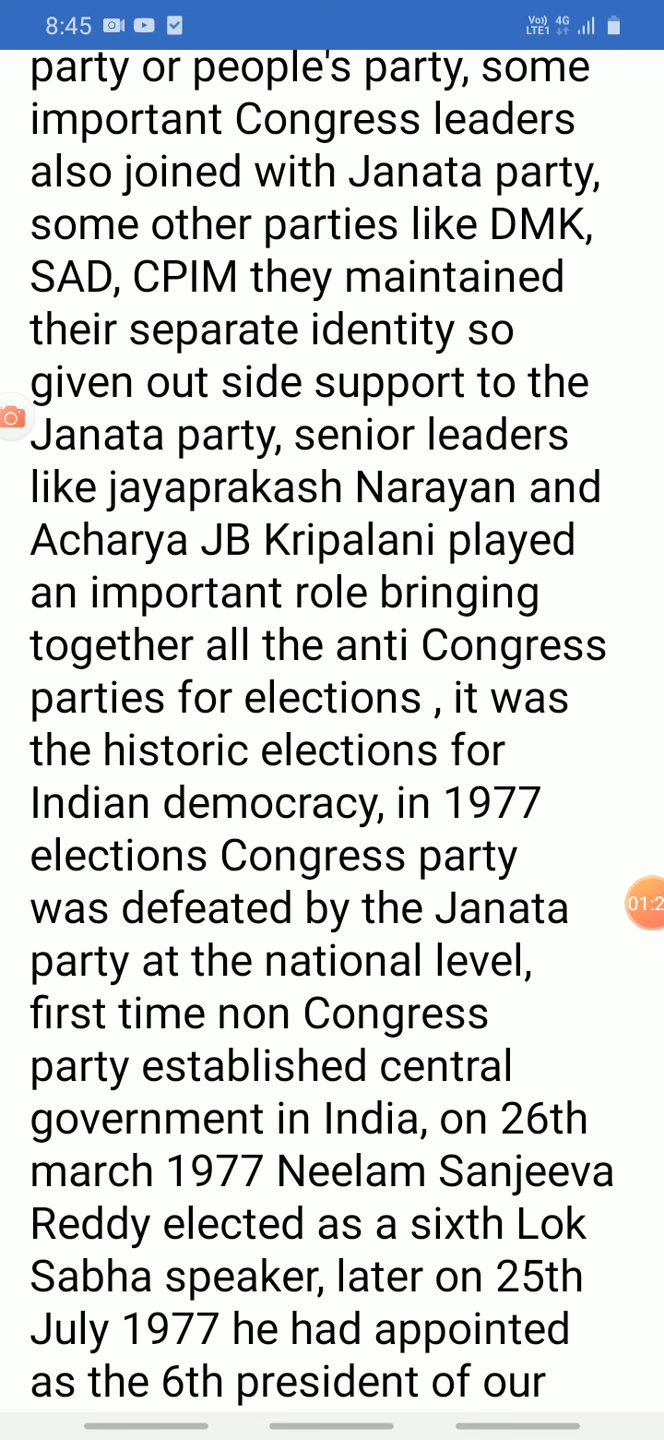 8:45
Vo)) 4G
LTE1
party or people's party, some
important Congress leaders
also joined with Janata party,
some other parties like DMK,
SAD, CPIM they maintained
their separate identity so
given out side support to the
Janata party, senior leaders
like jayaprakash Narayan and
Acharya JB Kripalani played
an important role bringing
together all the anti Congress
parties for elections , it was
the historic elections for
Indian democracy, in 1977
elections Congress party
01:2
was defeated by the Janata
party at the national level,
first time non Congress
party established central
government in India, on 26th
march 1977 Neelam Sanjeeva
Reddy elected as a sixth Lok
Sabha speaker, later on 25th
July 1977 he had appointed
as the 6th president of our